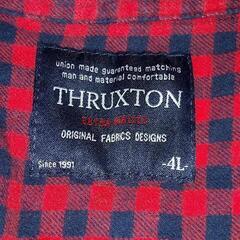 union made guaranteed matching
man and material comfortable
THRUXTON
ORIGINAL FABRICS DESIGNS
Since 1991
-4L-